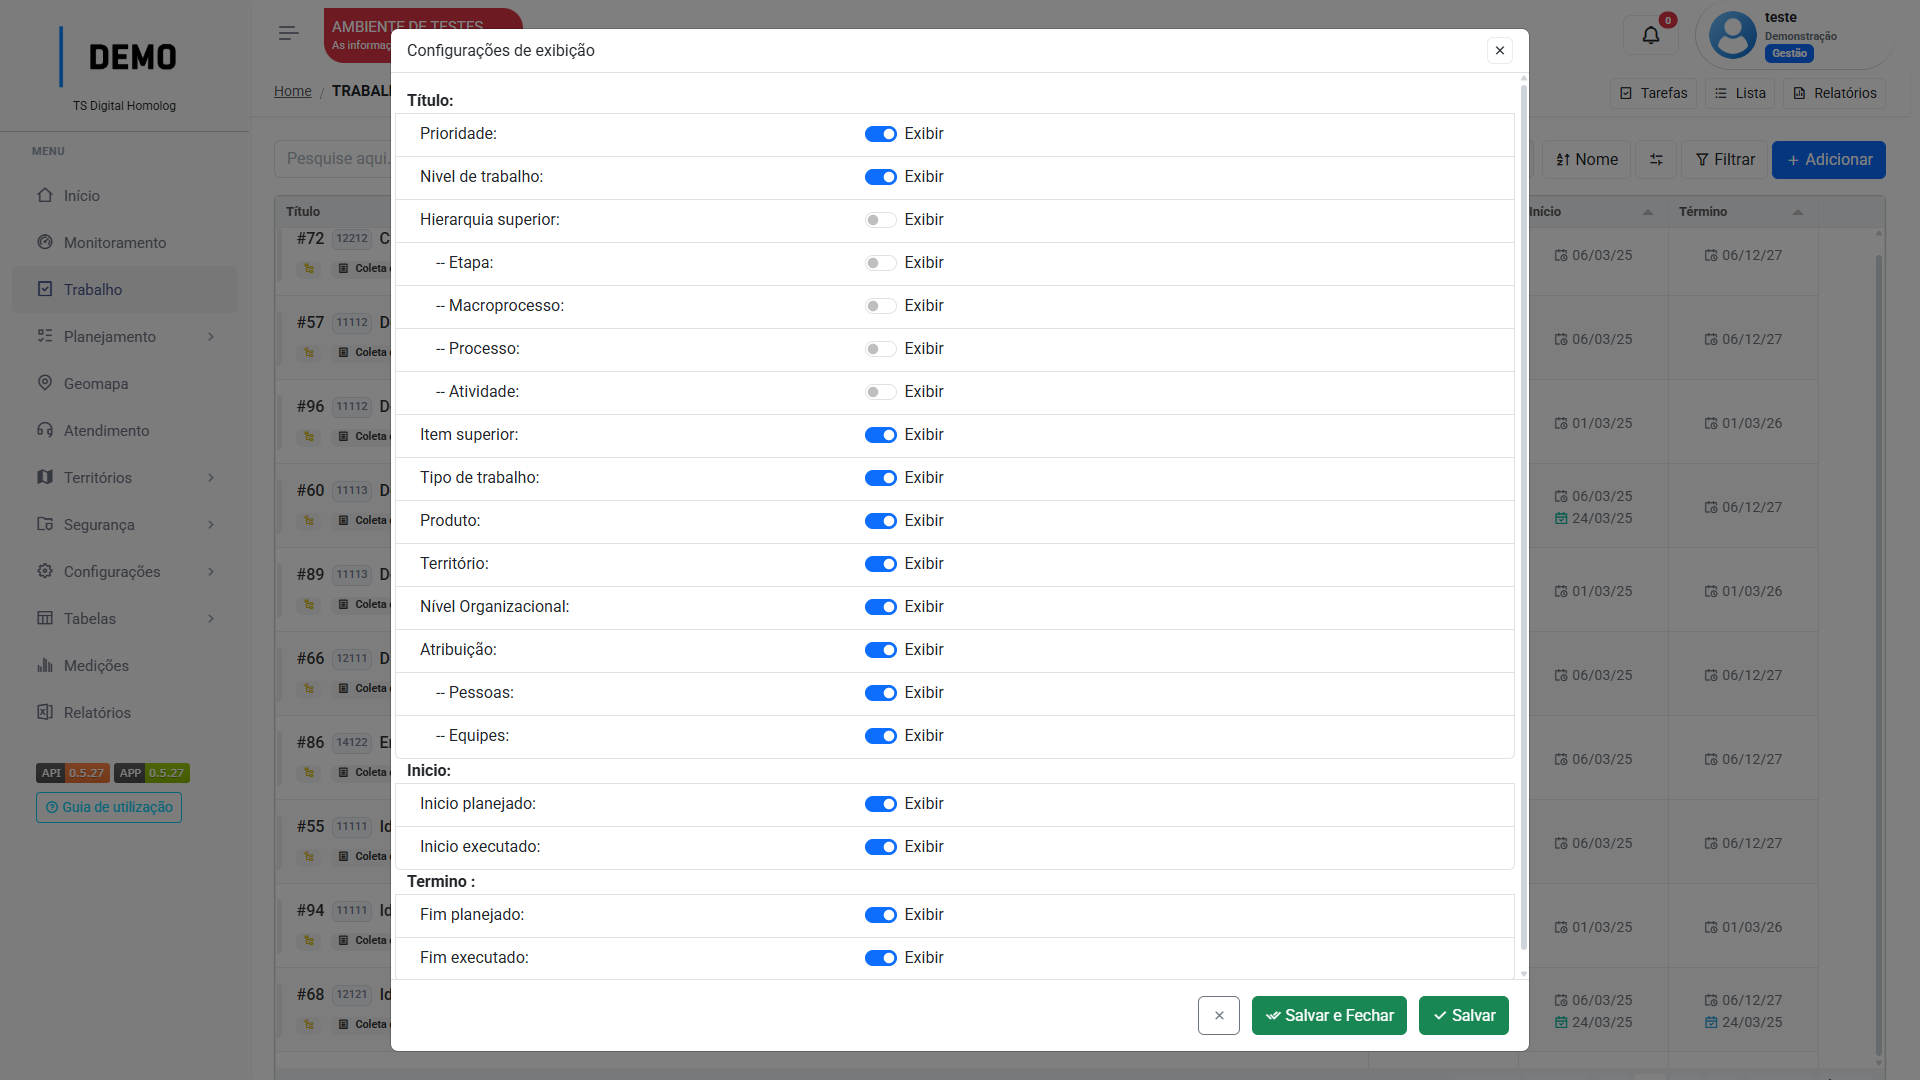 DEMO
TS Digital Homolog
MENU
Início
Monitoramento
Trabalho
Planejamento
Geomapa
Atendimento
Territórios
Segurança
Configurações
Tabelas
Medições
Relatórios
API 0.5.27 APP 0.5.27
Guia de utilização
AMBIENTE DE TESTES
As informaç
0
teste
Demonstração
Gestão
Home / TRABAL
Tarefas
Lista
Relatórios
Pesquise aqui.
Nome
Filtrar
+ Adicionar
Título
Início
Término
#72 12212 C
Coleta
06/03/25
06/12/27
#57 11112 D
Coleta
06/03/25
06/12/27
#96 11112 D
Coleta
01/03/25
01/03/26
#60 11113 D
Coleta
06/03/25
24/03/25
06/12/27
#89 11113 D
Coleta
01/03/25
01/03/26
#66 12111 D
Coleta
06/03/25
06/12/27
#86 14122
Coleta
06/03/25
06/12/27
#55 11111 Id
Coleta
06/03/25
06/12/27
#94 11111 Id
Coleta
01/03/25
01/03/26
#68 12121 Id
Coleta
06/03/25
24/03/25
06/12/27
24/03/25
Configurações de exibição
Título:
Prioridade: Exibir
Nivel de trabalho: Exibir
Hierarquia superior: Exibir
-- Etapa: Exibir
-- Macroprocesso: Exibir
-- Processo: Exibir
-- Atividade: Exibir
Item superior: Exibir
Tipo de trabalho: Exibir
Produto: Exibir
Território: Exibir
Nível Organizacional: Exibir
Atribuição: Exibir
-- Pessoas: Exibir
-- Equipes: Exibir
Inicio:
Inicio planejado: Exibir
Inicio executado: Exibir
Termino :
Fim planejado: Exibir
Fim executado: Exibir
Salvar e Fechar
Salvar